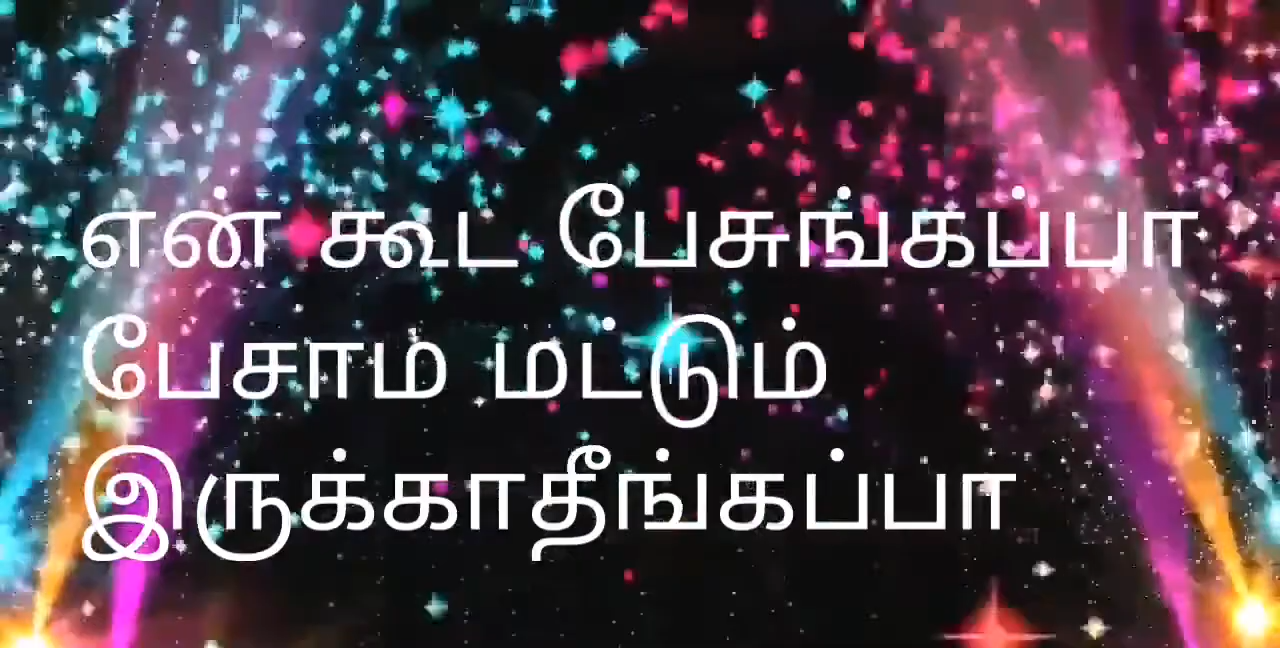 என் கூட பேசுங்கப்பா
பேசாம மட்டும்
இருக்காதீங்கப்பா